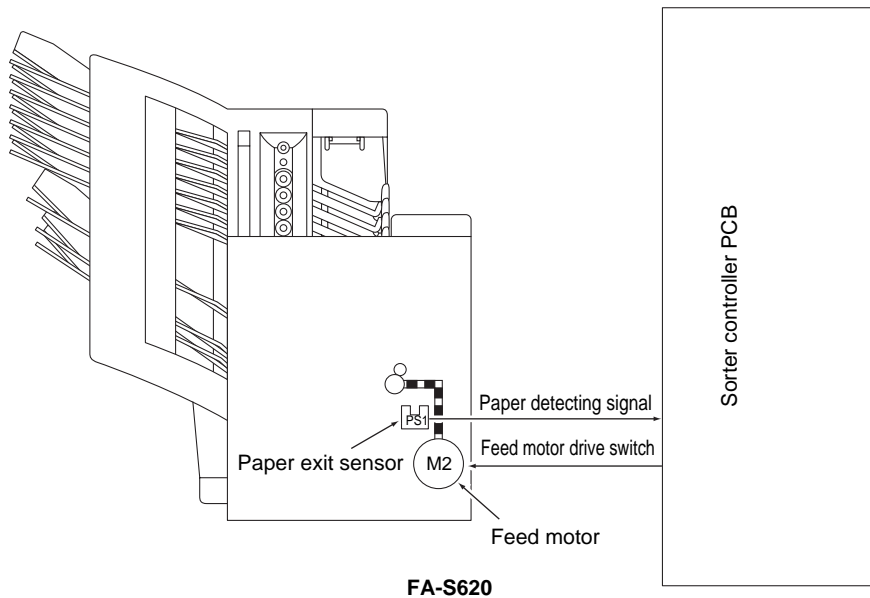 Sorter controller PCB
Paper detecting signal
PS1
Feed motor drive switch
Paper exit sensor
M2
Feed motor
FA-S620